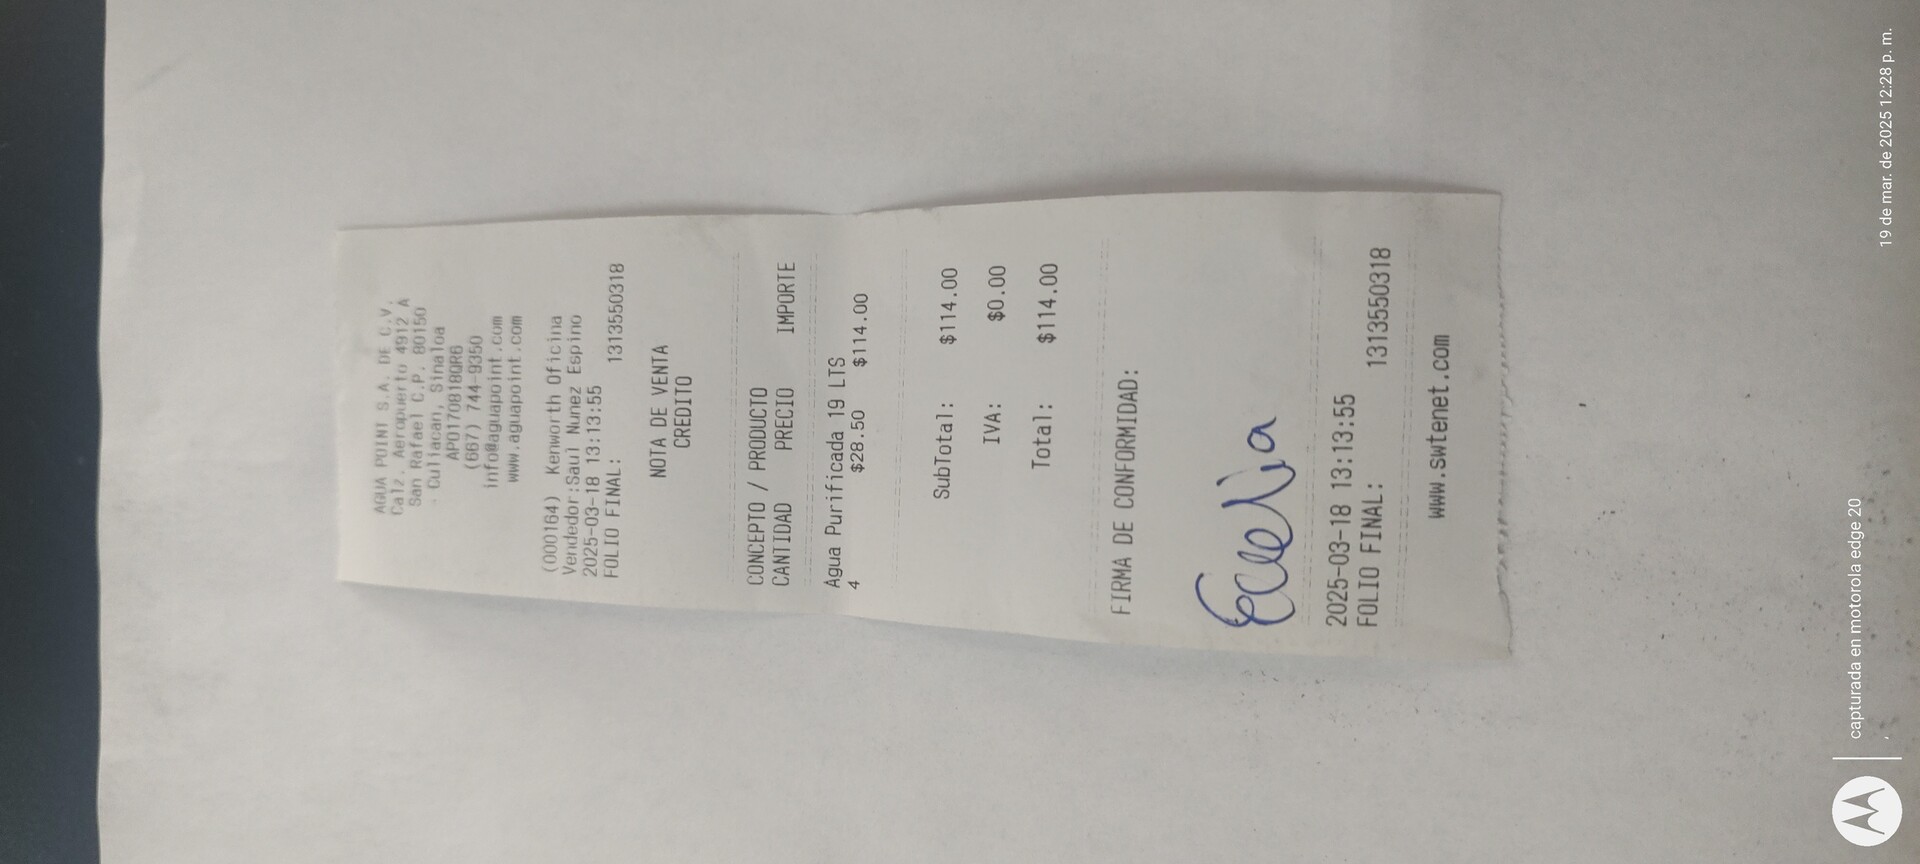 AGUA POINT S.A. DE C.V.
Calz. Aeropuerto 4912 A
San Rafael C.P. 80150
- Culiacan, Sinaloa
APO170818QR6
(667) 744-9350
info@aguapoint.com
www.aguapoint.com
(000164) Kenworth Oficina
Vendedor:Saul Nunez Espino
2025-03-18 13:13:55
FOLIO FINAL: 1313550318
NOTA DE VENTA
CREDITO
CONCEPTO / PRODUCTO
CANTIDAD PRECIO IMPORTE
Agua Purificada 19 LTS
4 $28.50 $114.00
SubTotal: $114.00
IVA: $0.00
Total: $114.00
FIRMA DE CONFORMIDAD:
2025-03-18 13:13:55
FOLIO FINAL: 1313550318
www.swtenet.com
capturada en motorola edge 20
19 de mar. de 2025 12:28 p. m.